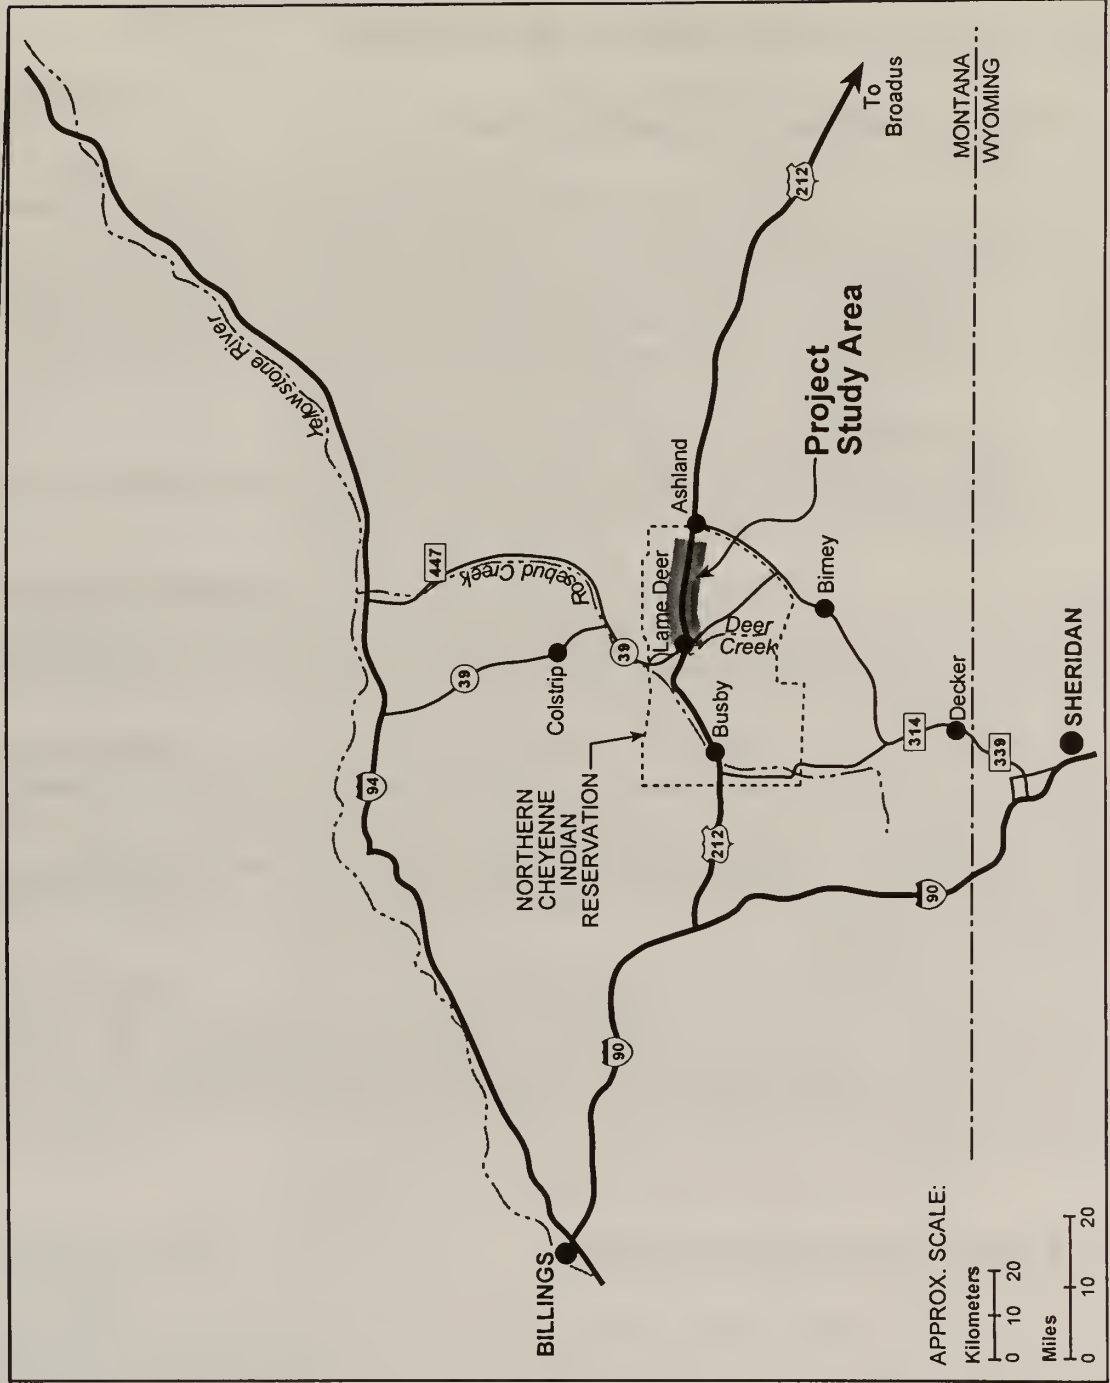 Yellowstone River
MONTANA
WYOMING
To
Broadus
212
Project
Study Area
Ashland
447
Rosebud Creek
Lame Deer
39
39
Colstrip
Deer
Creek
Birney
Busby
94
NORTHERN
CHEYENNE
INDIAN
RESERVATION
212
314
Decker
339
SHERIDAN
90
90
BILLINGS
APPROX. SCALE:
Kilometers
0 10 20
Miles
0 10 20